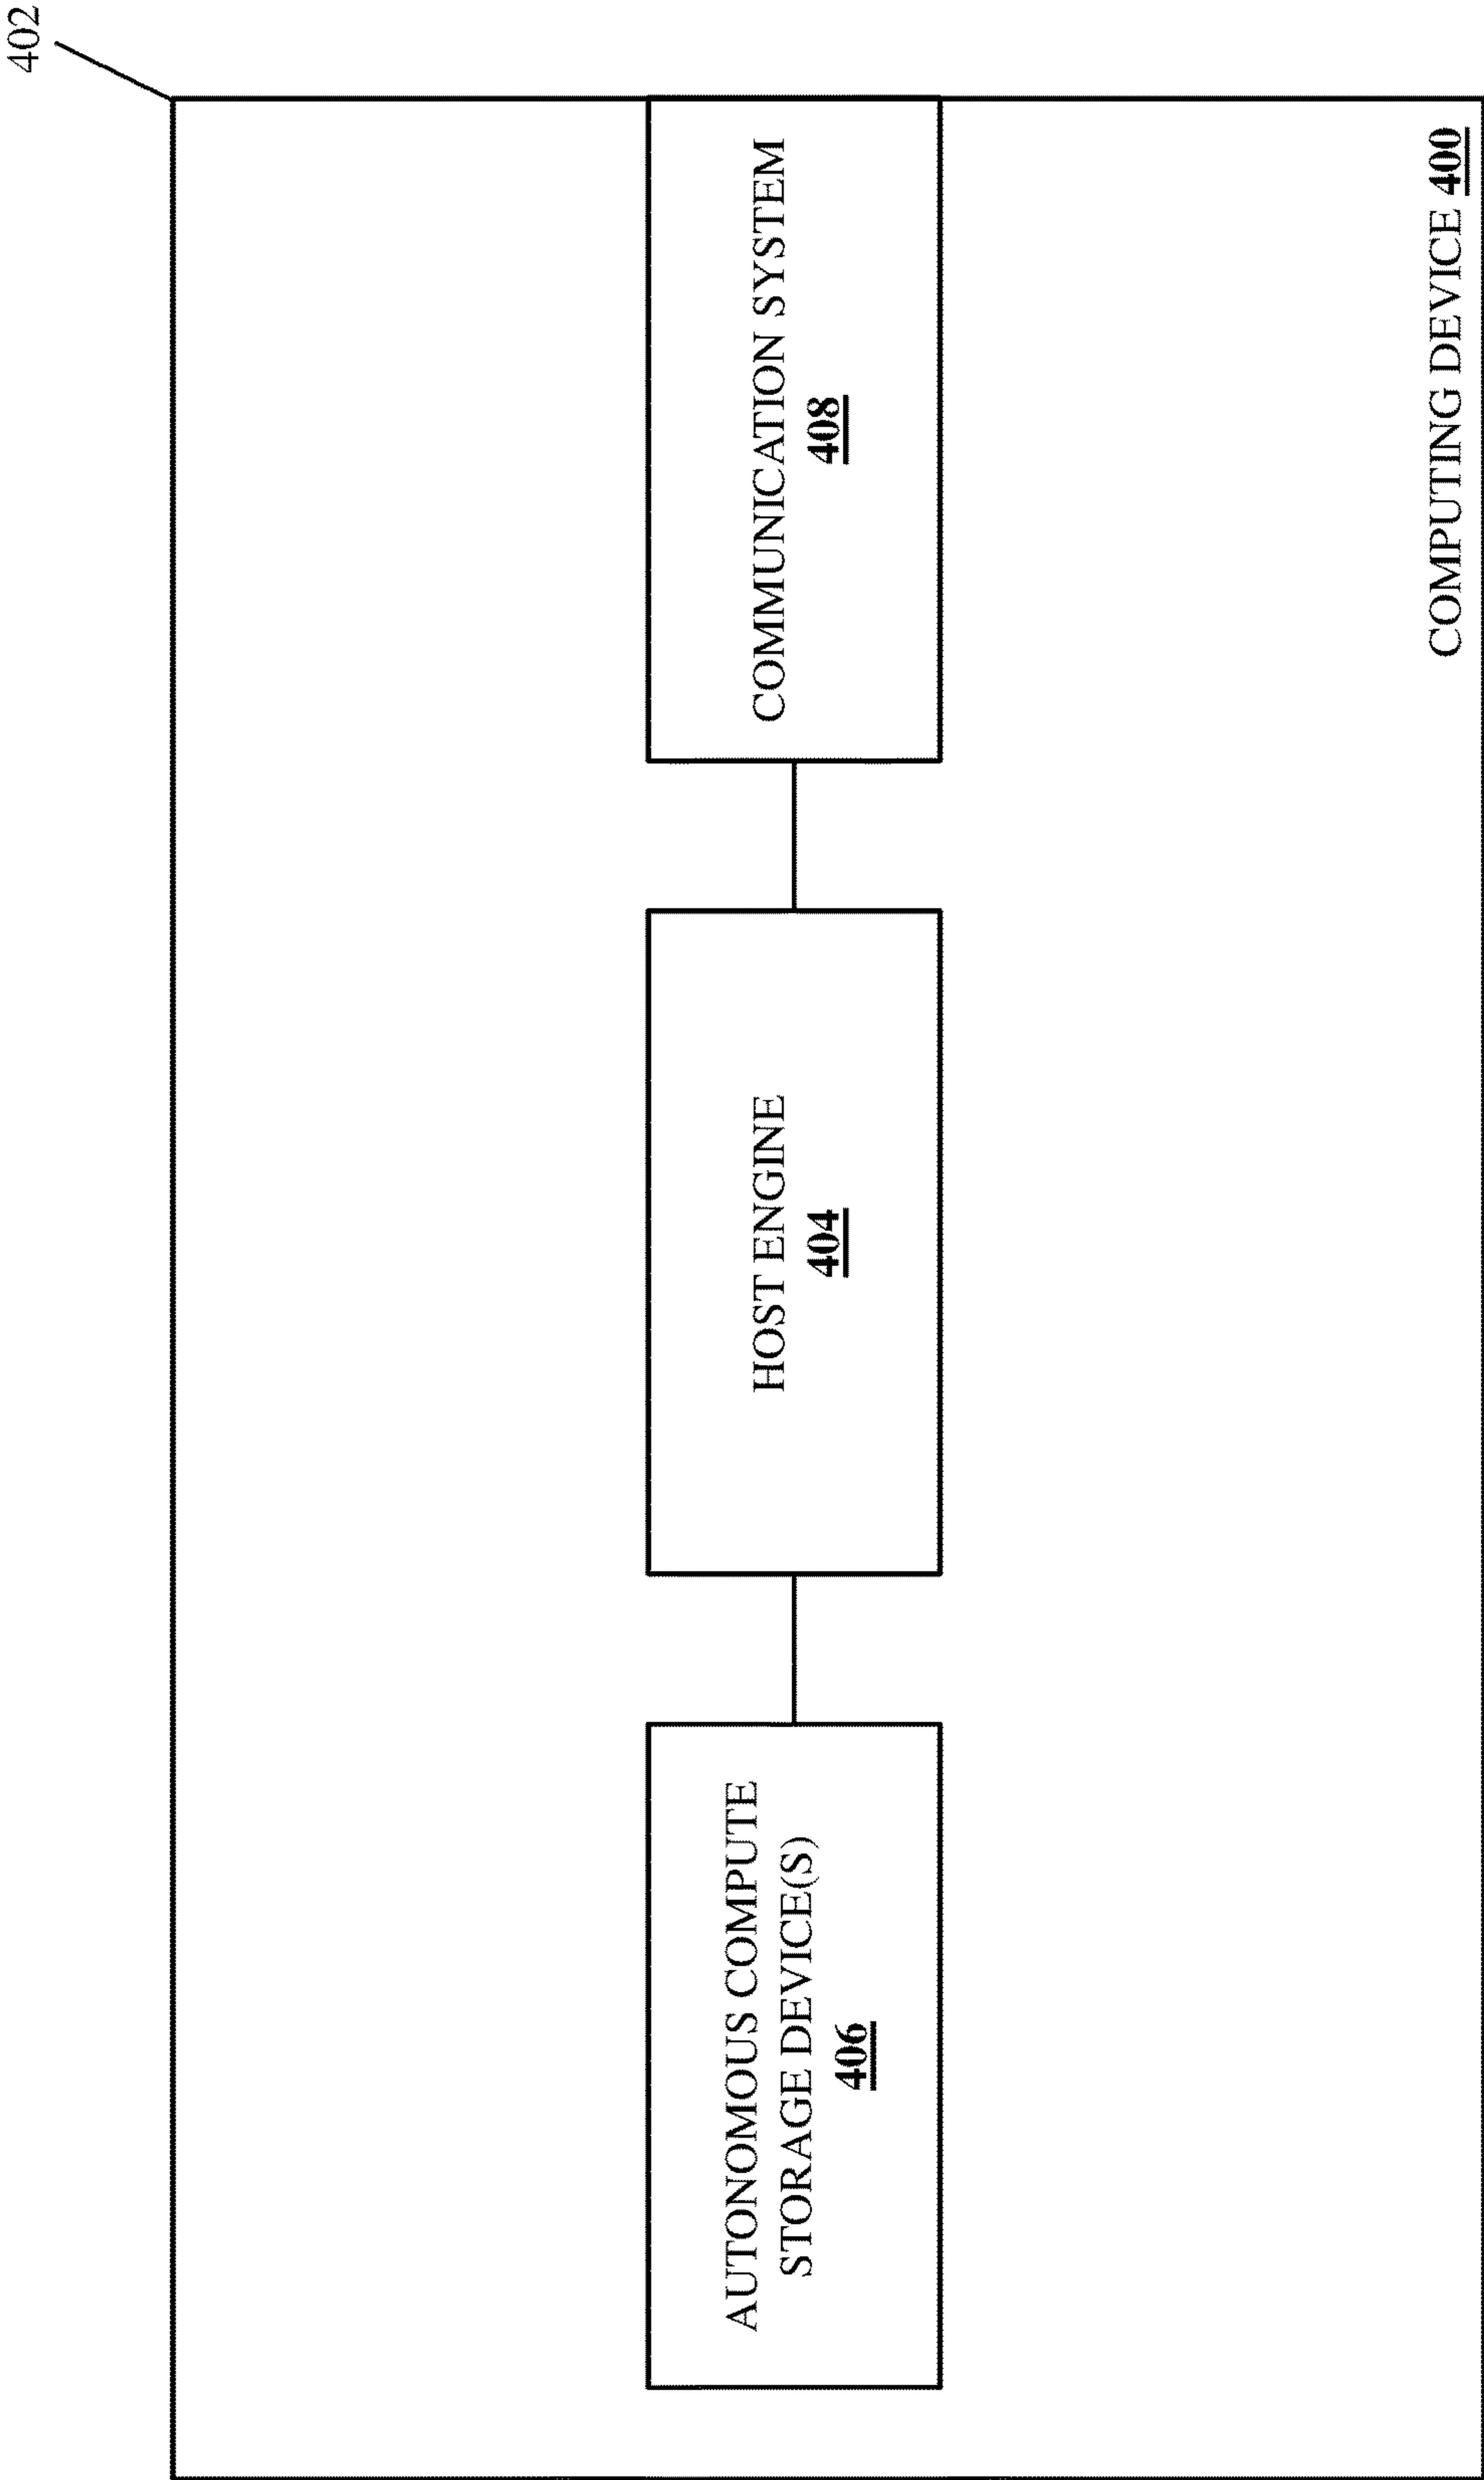 402
AUTONOMOUS COMPUTE
STORAGE DEVICE(S)
406
HOST ENGINE
404
COMMUNICATION SYSTEM
408
COMPUTING DEVICE 400